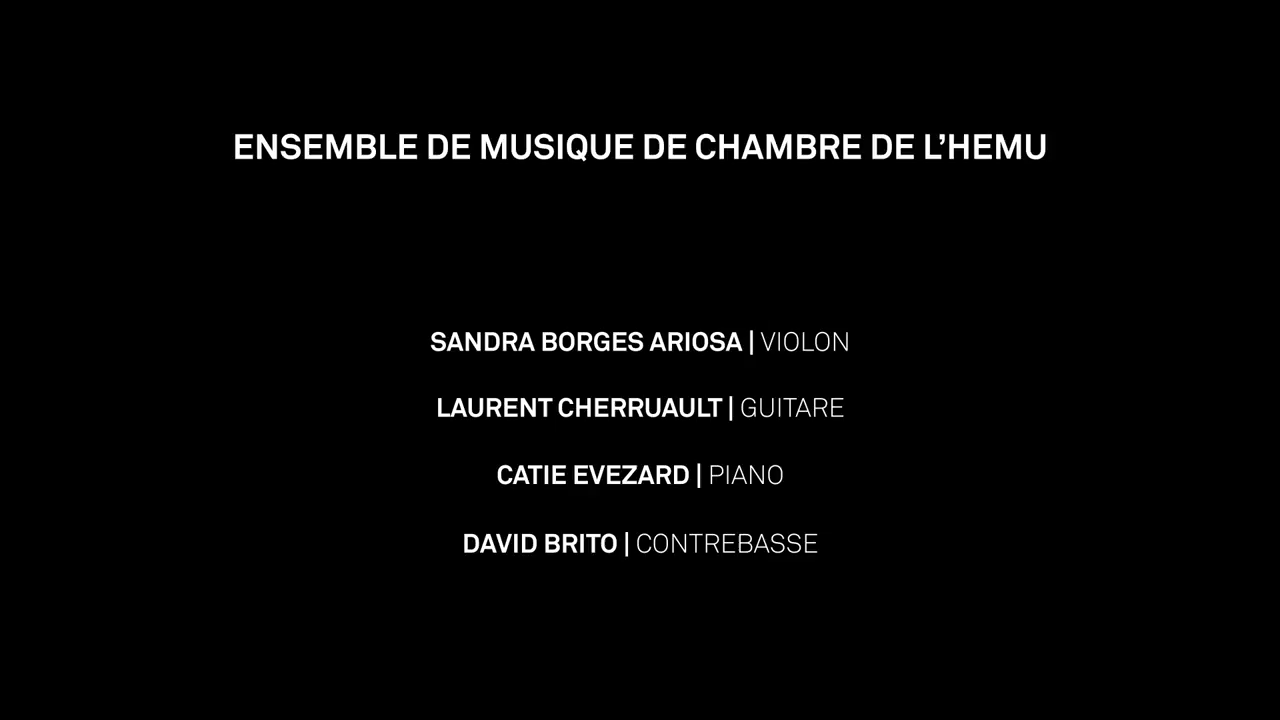 ENSEMBLE DE MUSIQUE DE CHAMBRE DE L’HEMU
SANDRA BORGES ARIOSA | VIOLON
LAURENT CHERRUAULT | GUITARE
CATIE EVEZARD | PIANO
DAVID BRITO | CONTREBASSE